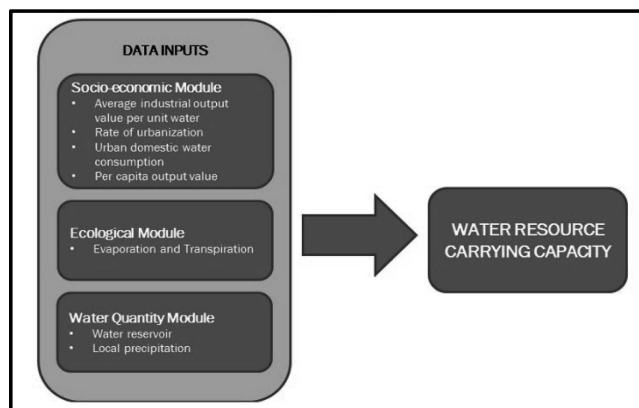 DATA INPUTS
Socio-economic Module
• Average industrial output
value per unit water
• Rate of urbanization
• Urban domestic water
consumption
• Per capita output value
Ecological Module
• Evaporation and Transpiration
Water Quantity Module
• Water reservoir
• Local precipitation
WATER RESOURCE
CARRYING CAPACITY